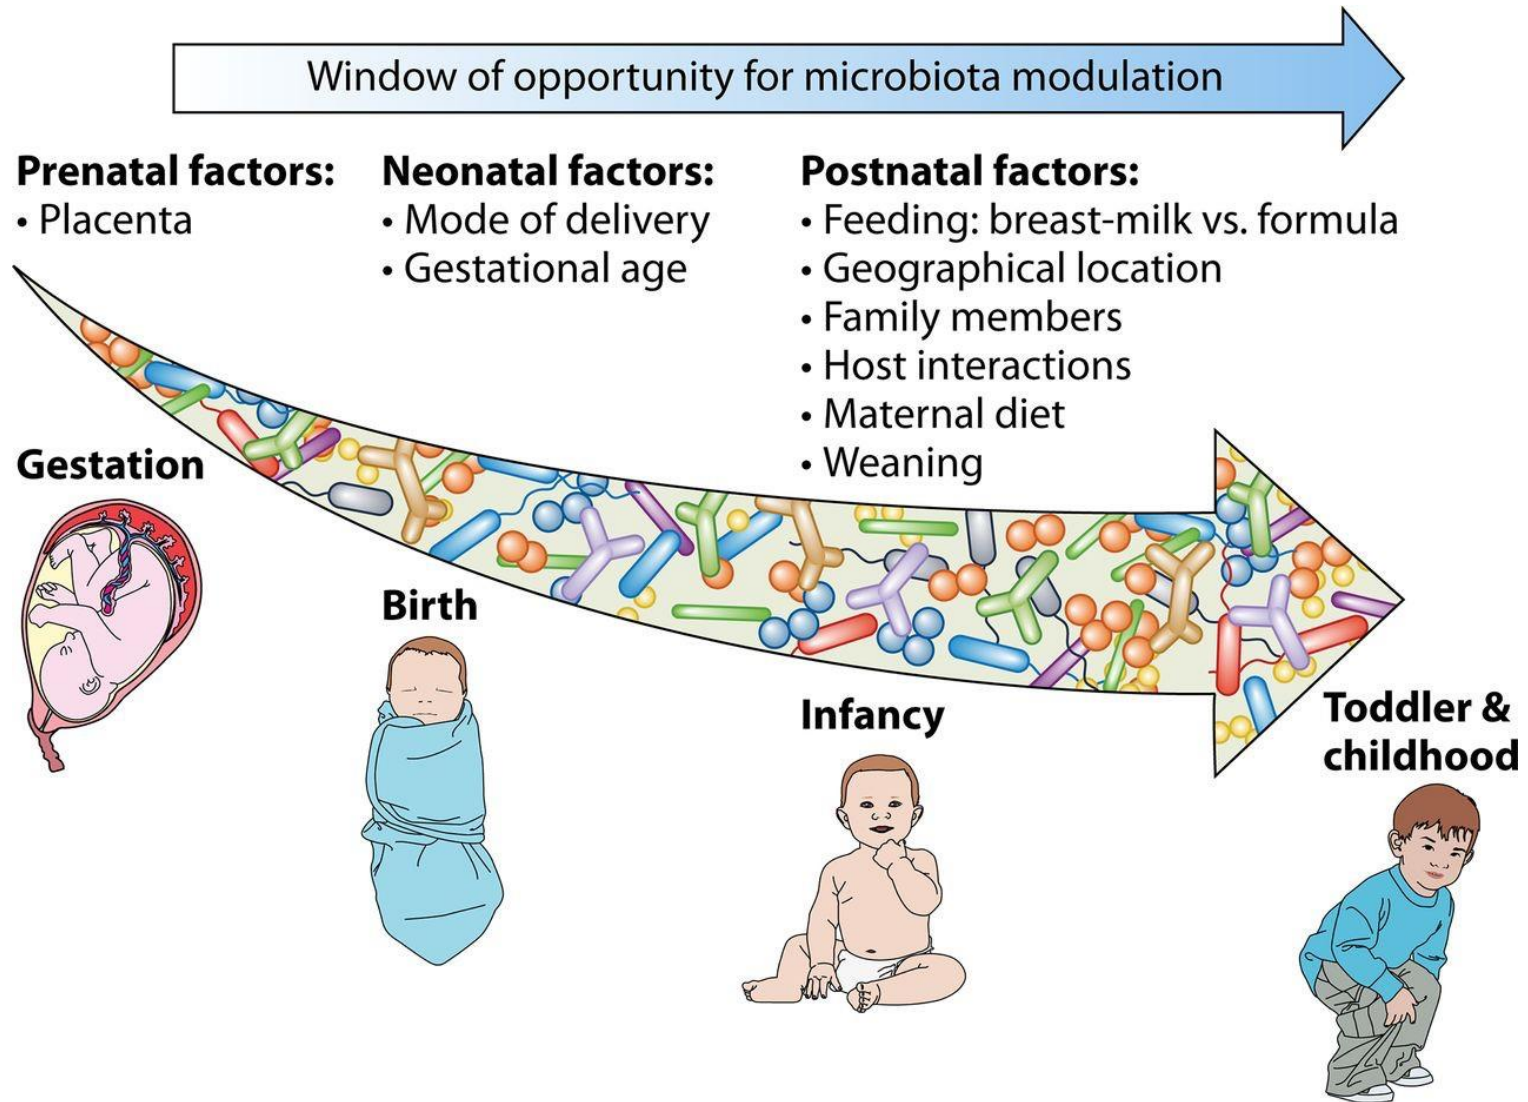 Window of opportunity for microbiota modulation
Prenatal factors:
• Placenta
Neonatal factors:
• Mode of delivery
• Gestational age
Postnatal factors:
• Feeding: breast-milk vs. formula
• Geographical location
• Family members
• Host interactions
• Maternal diet
• Weaning
Gestation
Birth
Infancy
Toddler &
childhood